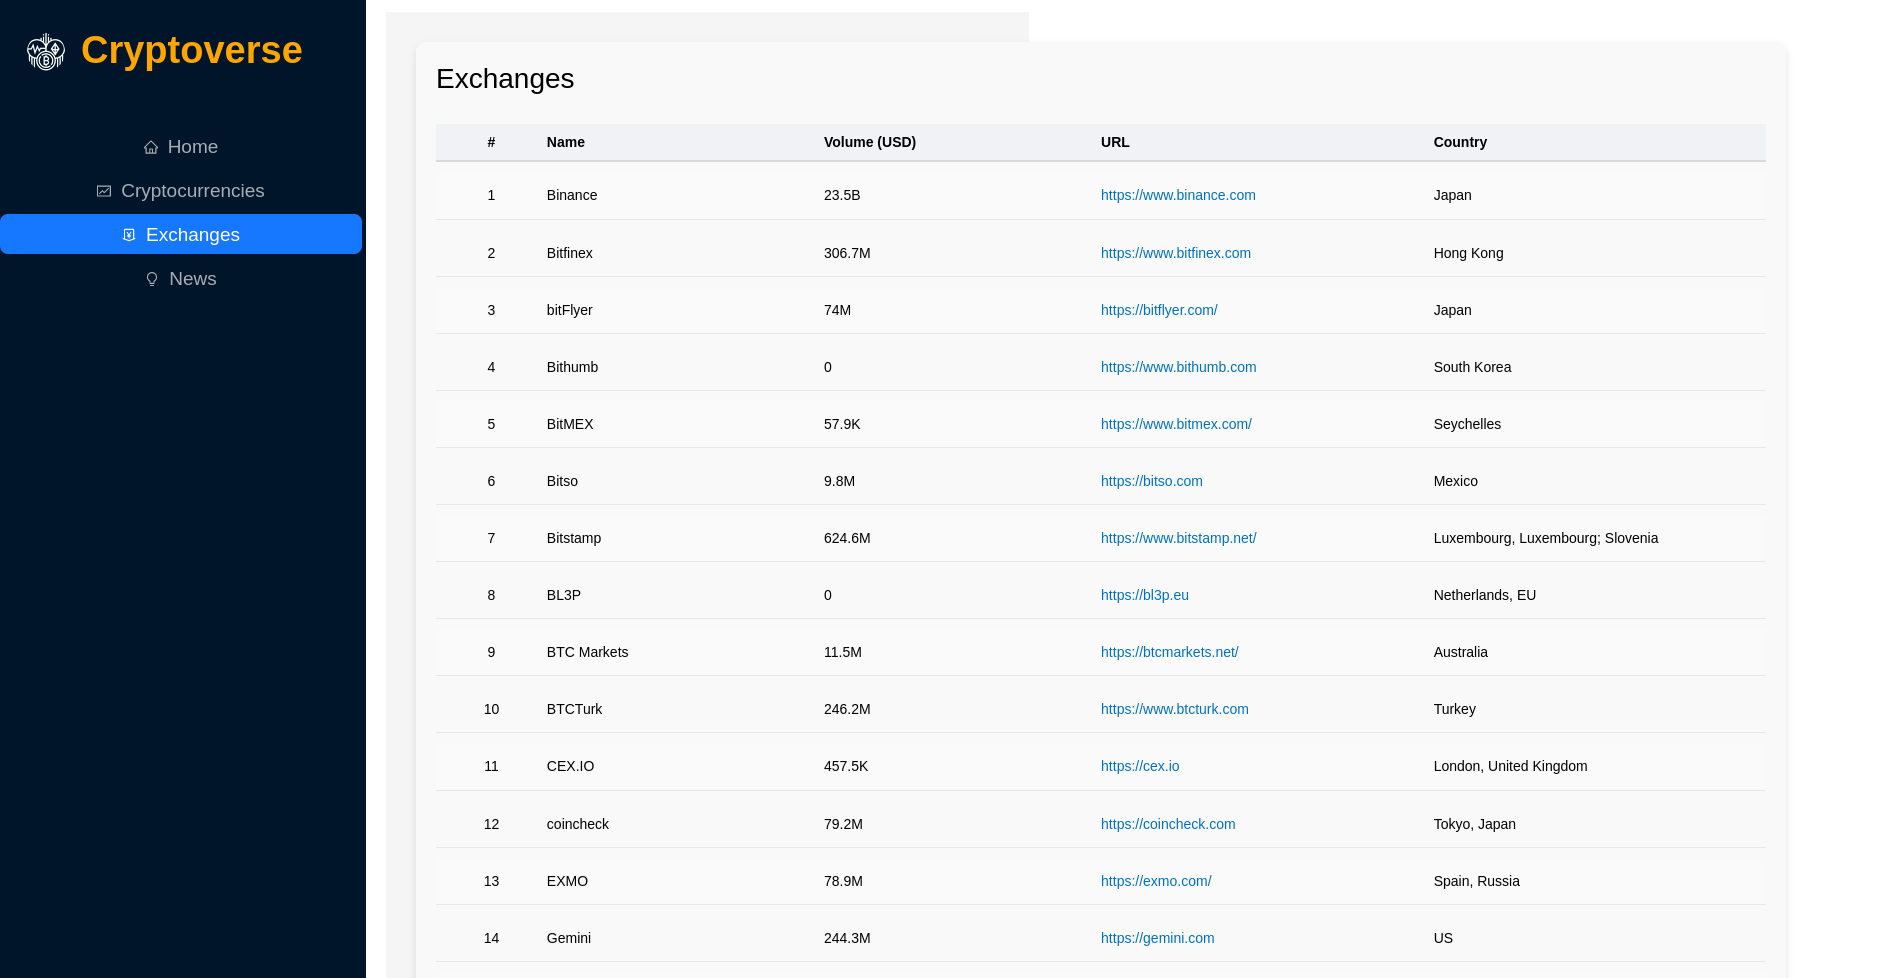 Cryptoverse
Home
Cryptocurrencies
Exchanges
News
Exchanges
# Name Volume (USD) URL Country
1 Binance 23.5B https://www.binance.com Japan
2 Bitfinex 306.7M https://www.bitfinex.com Hong Kong
3 bitFlyer 74M https://bitflyer.com/ Japan
4 Bithumb 0 https://www.bithumb.com South Korea
5 BitMEX 57.9K https://www.bitmex.com/ Seychelles
6 Bitso 9.8M https://bitso.com Mexico
7 Bitstamp 624.6M https://www.bitstamp.net/ Luxembourg, Luxembourg; Slovenia
8 BL3P 0 https://bl3p.eu Netherlands, EU
9 BTC Markets 11.5M https://btcmarkets.net/ Australia
10 BTCTurk 246.2M https://www.btcturk.com Turkey
11 CEX.IO 457.5K https://cex.io London, United Kingdom
12 coincheck 79.2M https://coincheck.com Tokyo, Japan
13 EXMO 78.9M https://exmo.com/ Spain, Russia
14 Gemini 244.3M https://gemini.com US